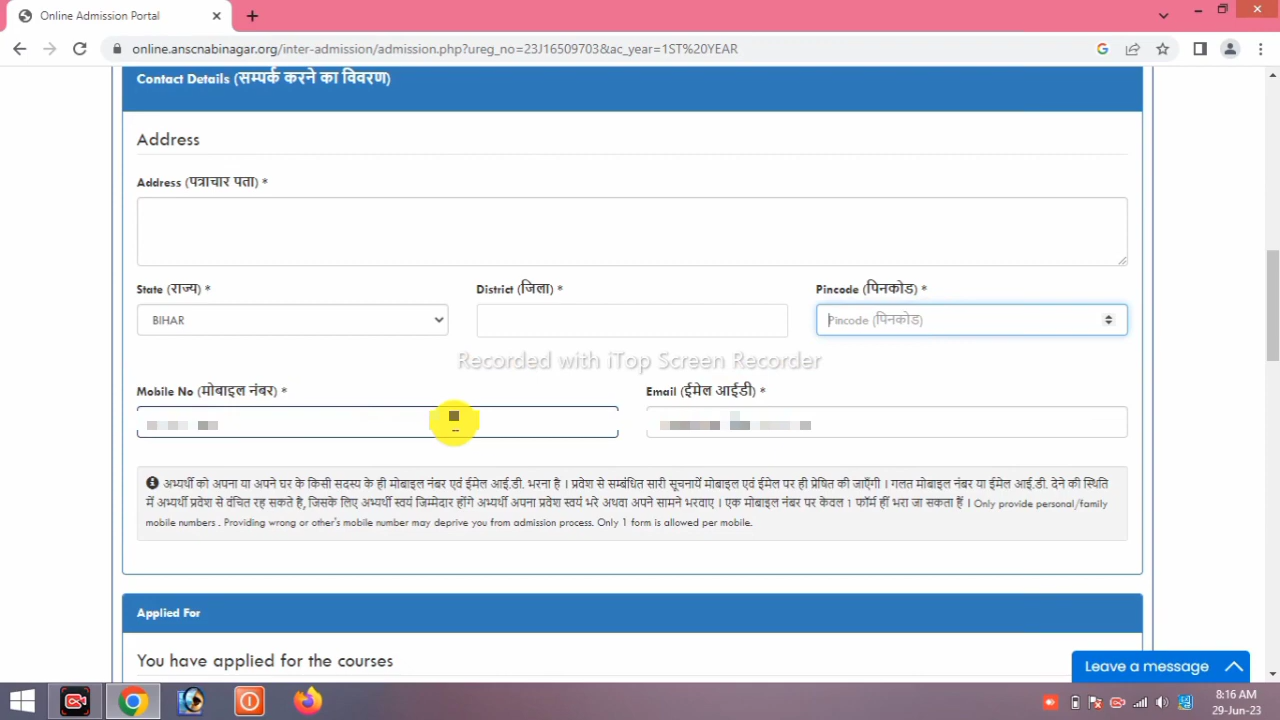 Online Admission Portal
online.anscnabinagar.org/inter-admission/admission.php?ureg_no=23J16509703&ac_year=1ST%20YEAR
Contact Details (सम्पर्क करने का विवरण)
Address
Address (पत्राचार पता) *
State (राज्य) *
District (जिला) *
Pincode (पिनकोड) *
BIHAR
Pincode (पिनकोड)
Recorded with iTop Screen Recorder
Mobile No (मोबाइल नंबर) *
Email (ईमेल आईडी) *
अभ्यर्थी को अपना या अपने घर के किसी सदस्य के ही मोबाइल नंबर एवं ईमेल आई.डी. भरना है । प्रवेश से सम्बंधित सारी सूचनायें मोबाइल एवं ईमेल पर ही प्रेषित की जाएँगी । गलत मोबाइल नंबर या ईमेल आई.डी. देने की स्थिति
में अभ्यर्थी प्रवेश से वंचित रह सकते है, जिसके लिए अभ्यर्थी स्वयं जिम्मेदार होंगे अभ्यर्थी अपना प्रवेश स्वयं भरे अथवा अपने सामने भरवाए । एक मोबाइल नंबर पर केवल 1 फॉर्म हीं भरा जा सकता हैं । Only provide personal/family
mobile numbers . Providing wrong or other's mobile number may deprive you from admission process. Only 1 form is allowed per mobile.
Applied For
You have applied for the courses
Leave a message
8:16 AM
29-Jun-23